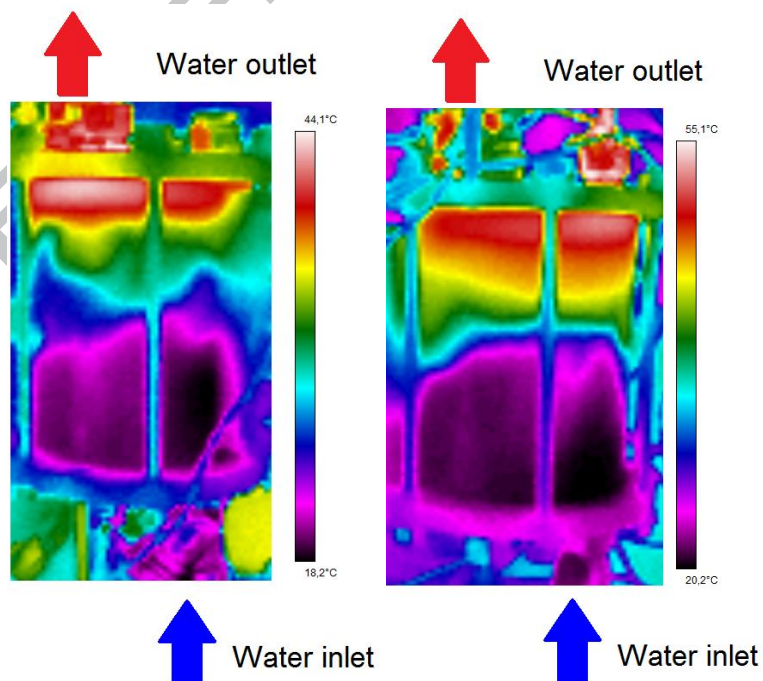 Water outlet
Water outlet
44,1°C
55,1°C
18,2°C
20,2°C
Water inlet
Water inlet